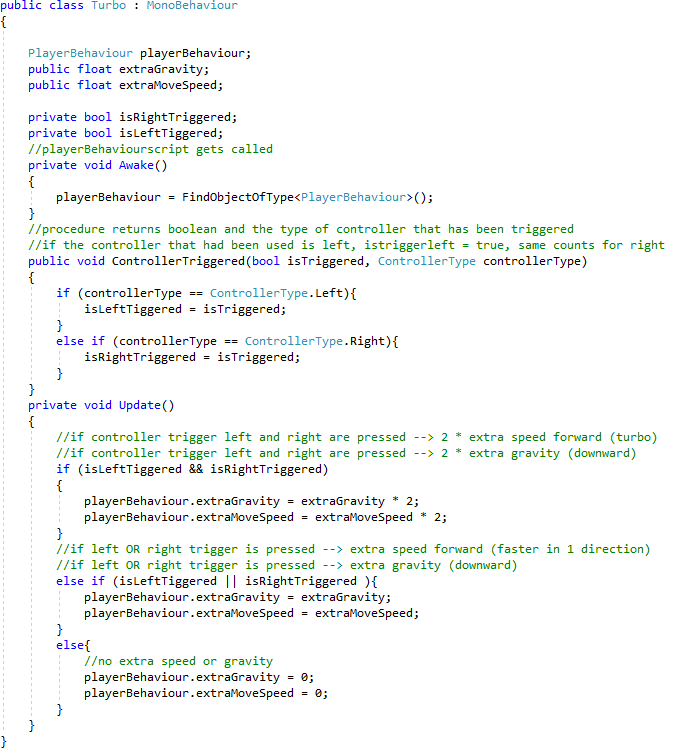 public class Turbo : MonoBehaviour
{
PlayerBehaviour playerBehaviour;
public float extraGravity;
public float extraMoveSpeed;
private bool isRightTriggered;
private bool isLeftTiggered;
//playerBehaviourscript gets called
private void Awake()
{
playerBehaviour = FindObjectOfType<PlayerBehaviour>();
}
//procedure returns boolean and the type of controller that has been triggered
//if the controller that had been used is left, istriggerleft = true, same counts for right
public void ControllerTriggered(bool isTriggered, ControllerType controllerType)
{
if (controllerType == ControllerType.Left){
isLeftTiggered = isTriggered;
}
else if (controllerType == ControllerType.Right){
isRightTriggered = isTriggered;
}
}
private void Update()
{
//if controller trigger left and right are pressed --> 2 * extra speed forward (turbo)
//if controller trigger left and right are pressed --> 2 * extra gravity (downward)
if (isLeftTiggered && isRightTriggered)
{
playerBehaviour.extraGravity = extraGravity * 2;
playerBehaviour.extraMoveSpeed = extraMoveSpeed * 2;
}
//if left OR right trigger is pressed --> extra speed forward (faster in 1 direction)
//if left OR right trigger is pressed --> extra gravity (downward)
else if (isLeftTiggered || isRightTriggered ){
playerBehaviour.extraGravity = extraGravity;
playerBehaviour.extraMoveSpeed = extraMoveSpeed;
}
else{
//no extra speed or gravity
playerBehaviour.extraGravity = 0;
playerBehaviour.extraMoveSpeed = 0;
}
}
}